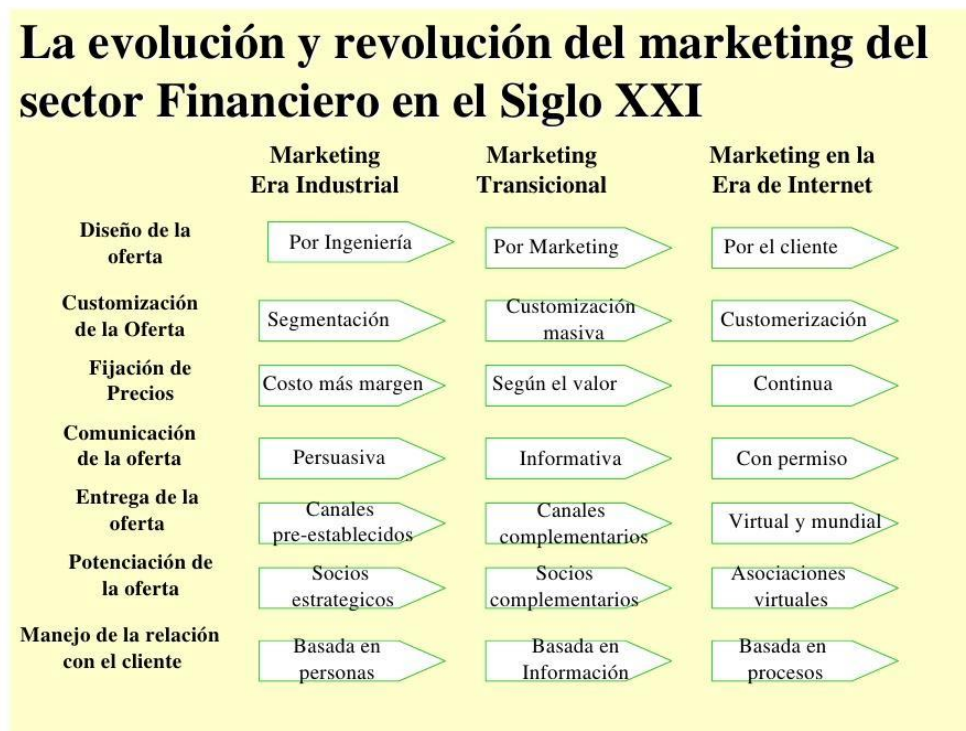 La evolución y revolución del marketing del
sector Financiero en el Siglo XXI
Marketing
Era Industrial
Marketing
Transicional
Marketing en la
Era de Internet
Diseño de la
oferta
Por Ingeniería
Por Marketing
Por el cliente
Customización
de la Oferta
Segmentación
Customización
masiva
Customerización
Fijación de
Precios
Costo más margen
Según el valor
Continua
Comunicación
de la oferta
Persuasiva
Informativa
Con permiso
Entrega de la
oferta
Canales
pre-establecidos
Canales
complementarios
Virtual y mundial
Potenciación de
la oferta
Socios
estrategicos
Socios
complementarios
Asociaciones
virtuales
Manejo de la relación
con el cliente
Basada en
personas
Basada en
Información
Basada en
procesos